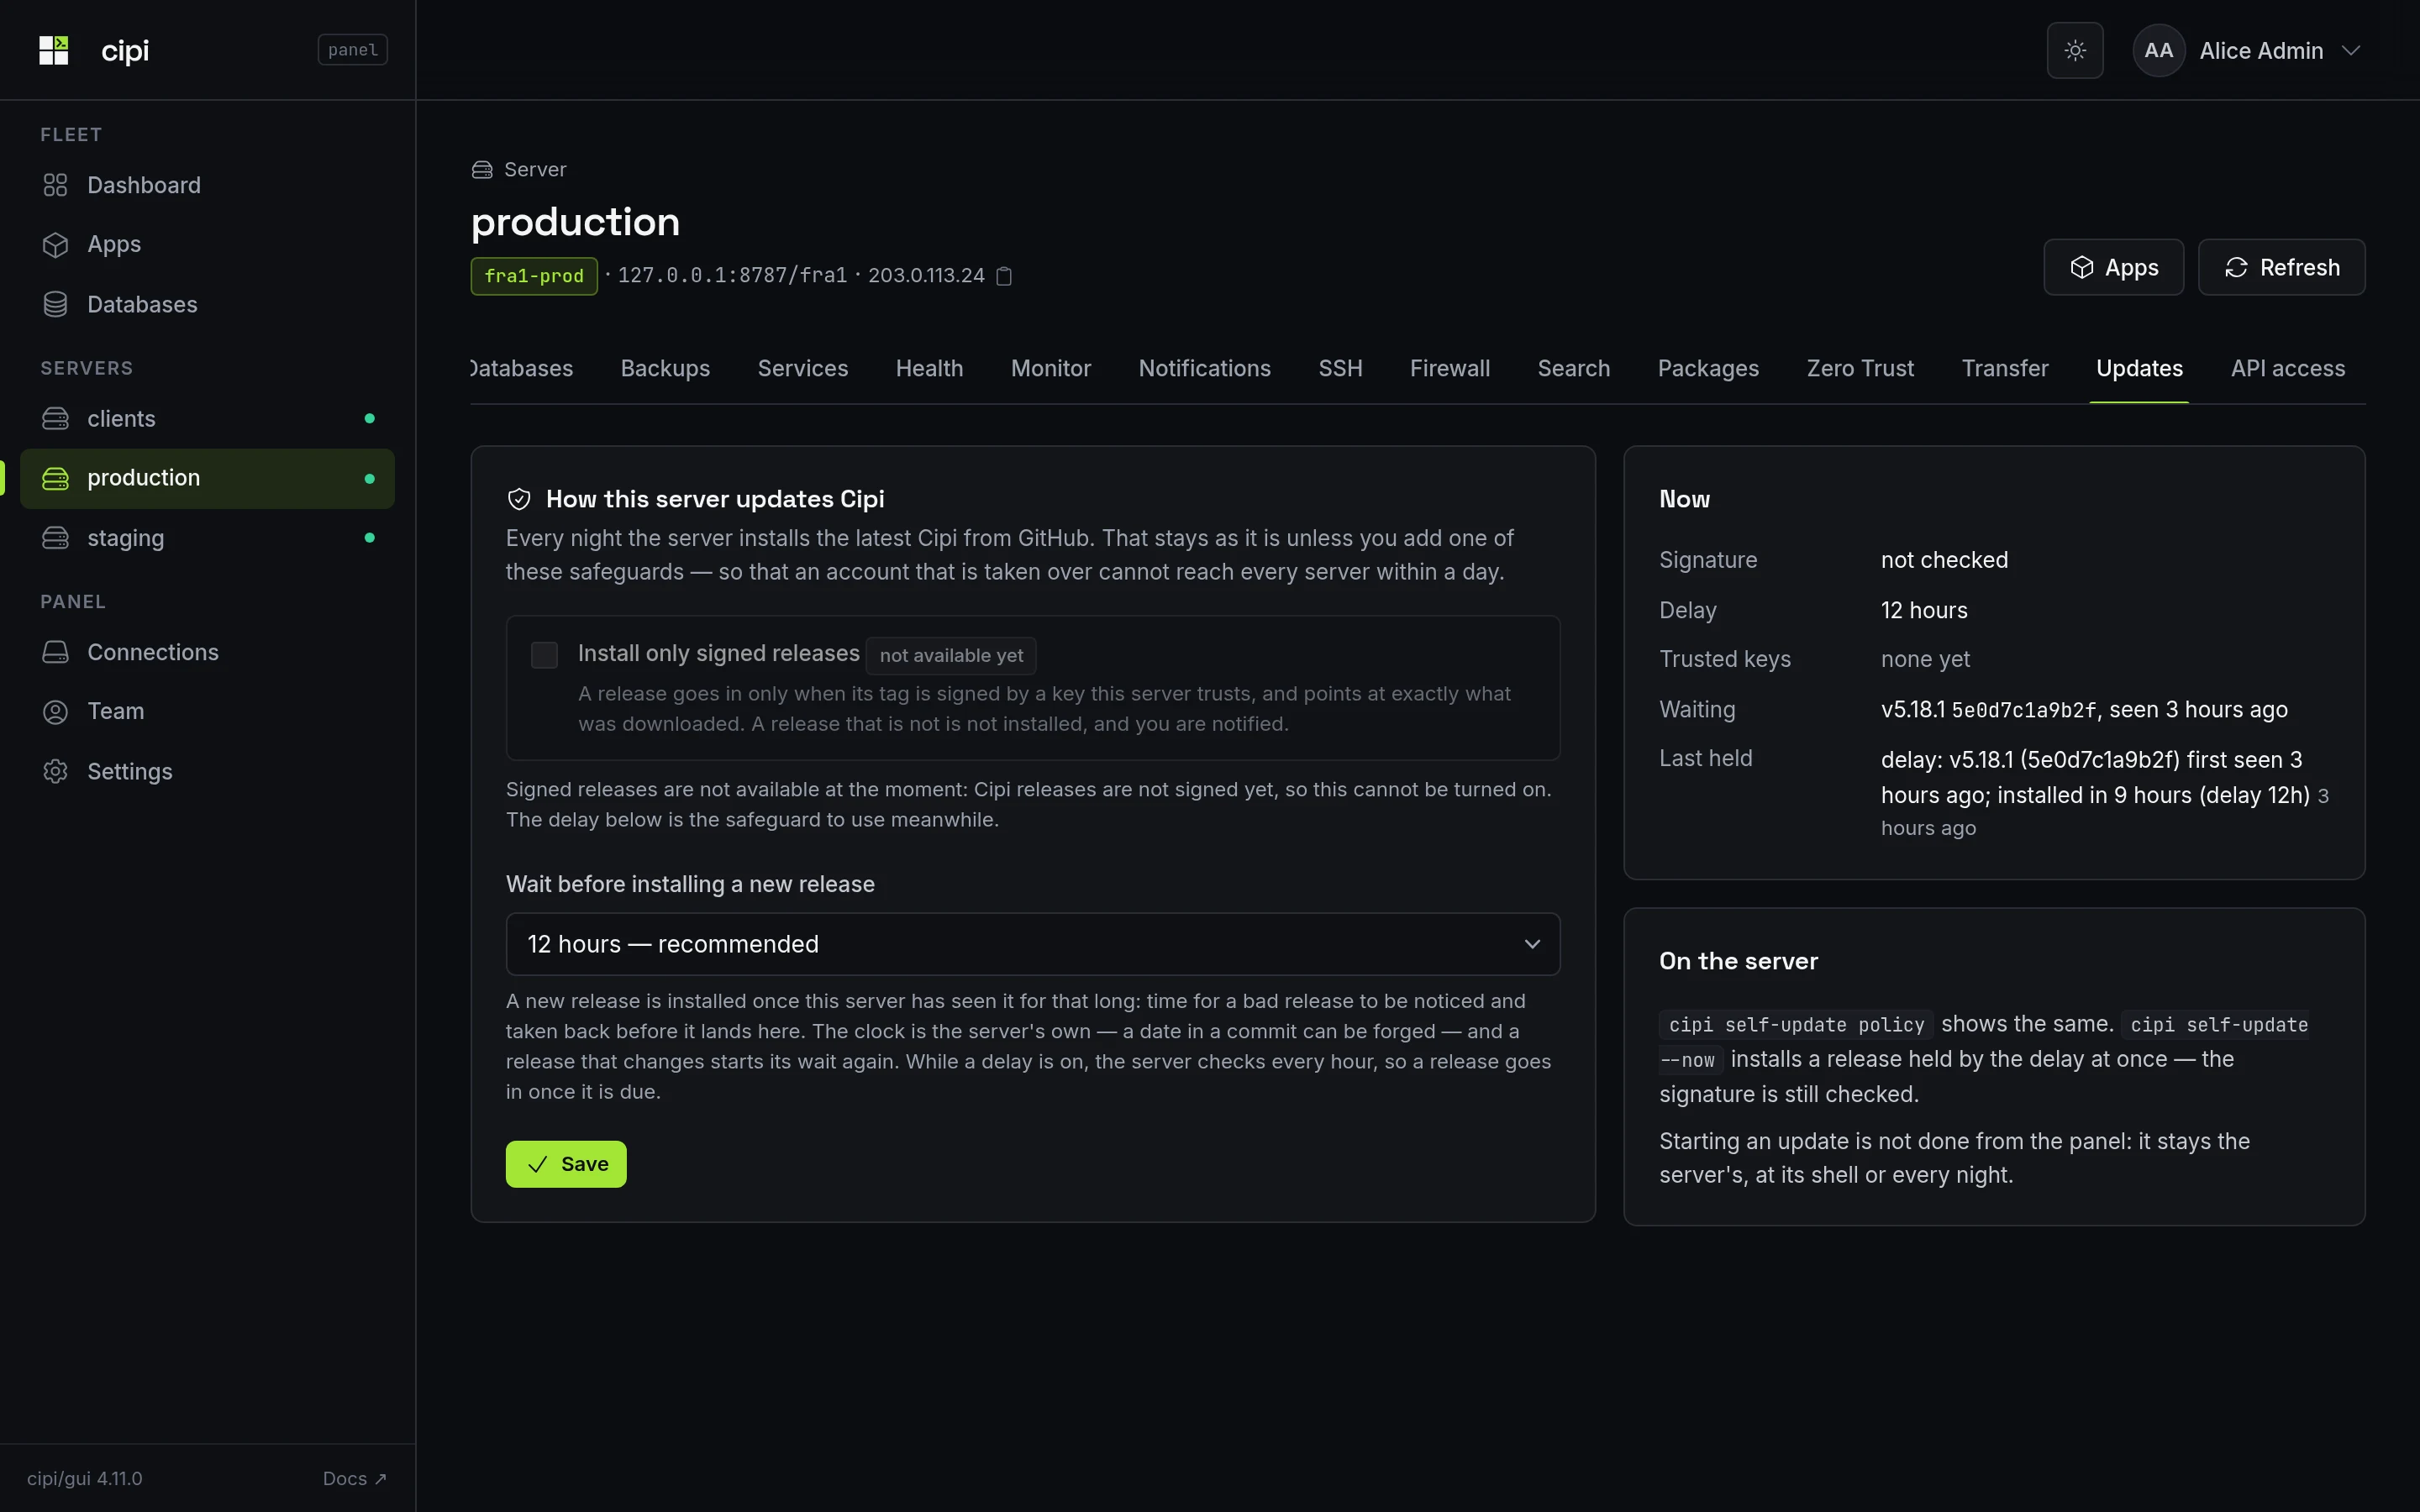 cipi
panel
AA
Alice Admin
FLEET
Dashboard
Apps
Databases
SERVERS
clients
production
staging
PANEL
Connections
Team
Settings
cipi/gui 4.11.0
Docs ↗
Server
production
fra1-prod · 127.0.0.1:8787/fra1 · 203.0.113.24
Apps
Refresh
Databases
Backups
Services
Health
Monitor
Notifications
SSH
Firewall
Search
Packages
Zero Trust
Transfer
Updates
API access
How this server updates Cipi
Every night the server installs the latest Cipi from GitHub. That stays as it is unless you add one of
these safeguards — so that an account that is taken over cannot reach every server within a day.
Install only signed releases not available yet
A release goes in only when its tag is signed by a key this server trusts, and points at exactly what
was downloaded. A release that is not is not installed, and you are notified.
Signed releases are not available at the moment: Cipi releases are not signed yet, so this cannot be turned on.
The delay below is the safeguard to use meanwhile.
Wait before installing a new release
12 hours — recommended
A new release is installed once this server has seen it for that long: time for a bad release to be noticed and
taken back before it lands here. The clock is the server's own — a date in a commit can be forged — and a
release that changes starts its wait again. While a delay is on, the server checks every hour, so a release goes
in once it is due.
Save
Now
Signature not checked
Delay 12 hours
Trusted keys none yet
Waiting v5.18.1 5e0d7c1a9b2f, seen 3 hours ago
Last held delay: v5.18.1 (5e0d7c1a9b2f) first seen 3
hours ago; installed in 9 hours (delay 12h) 3
hours ago
On the server
cipi self-update policy shows the same. cipi self-update
--now installs a release held by the delay at once — the
signature is still checked.
Starting an update is not done from the panel: it stays the
server's, at its shell or every night.